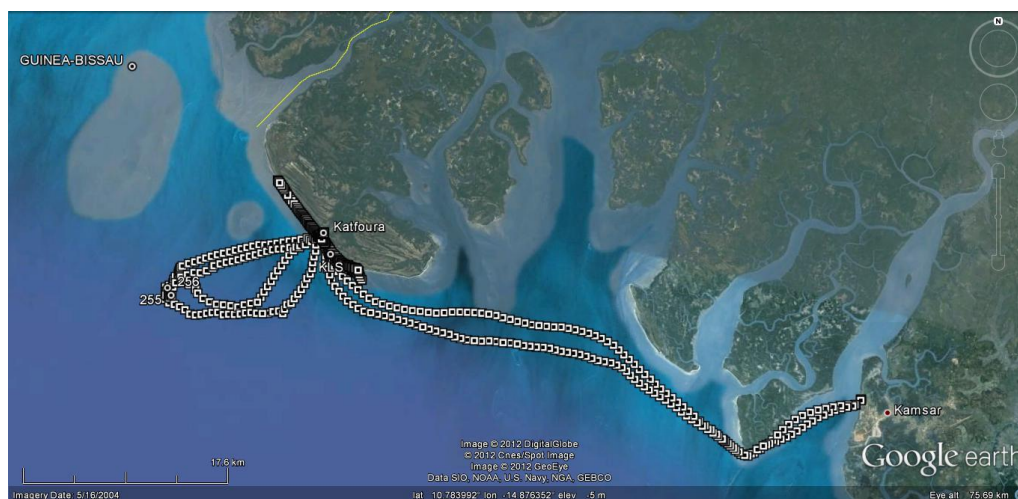 N
GUINEA-BISSAU
Katfoura
KLS
256
255
Kamsar
Google earth
17.6 km
Image © 2012 DigitalGlobe
© 2012 Cnes/Spot Image
Image © 2012 GeoEye
Data SIO, NOAA, U.S. Navy, NGA, GEBCO
Imagery Date: 5/16/2004
lat 10.783992° lon -14.876352° elev -5 m
Eye alt 75.69 km